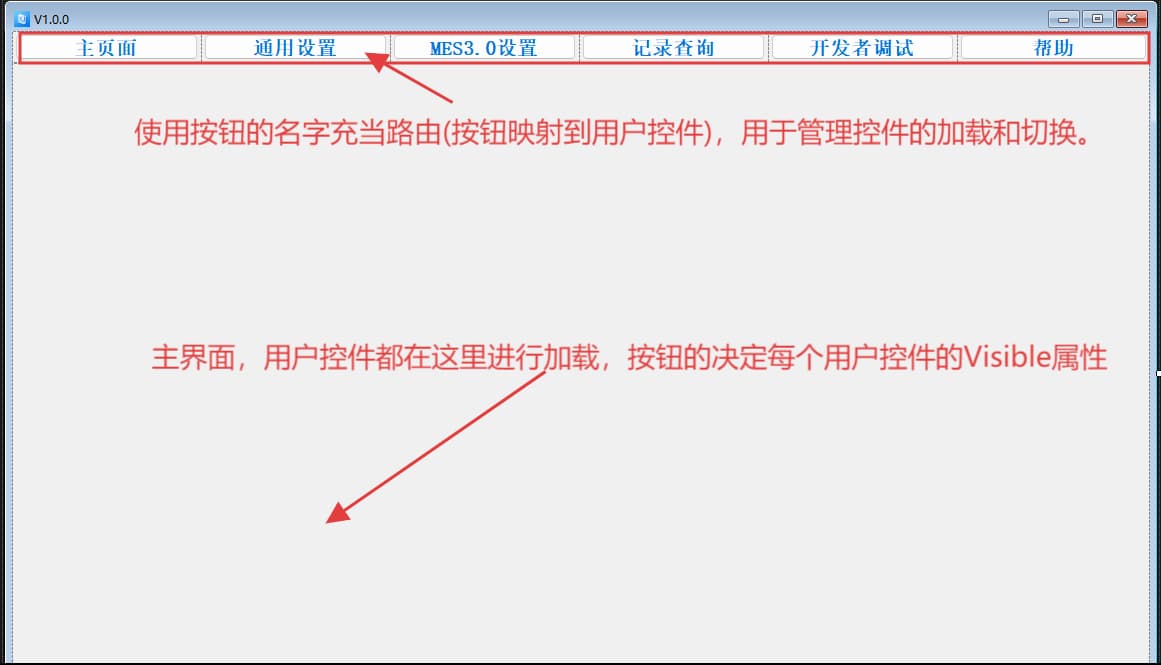 V1.0.0
主页面 通用设置 MES3.0设置 记录查询 开发者调试 帮助
使用按钮的名字充当路由(按钮映射到用户控件)，用于管理控件的加载和切换。
主界面，用户控件都在这里进行加载，按钮的决定每个用户控件的Visible属性